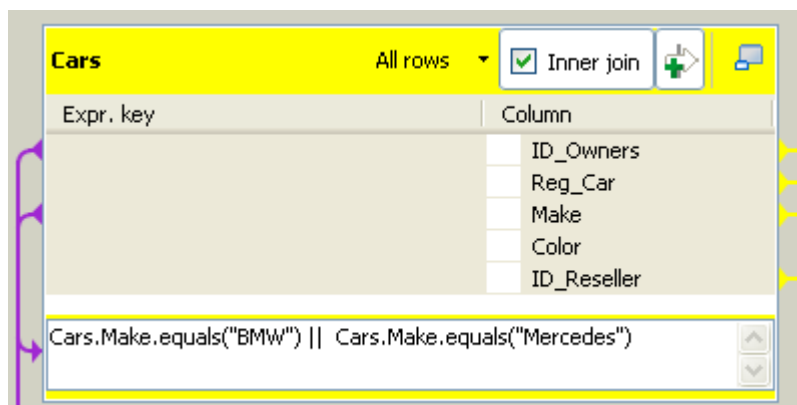 Cars All rows Inner join
Expr. key Column
ID_Owners
Reg_Car
Make
Color
ID_Reseller
Cars.Make.equals("BMW") || Cars.Make.equals("Mercedes")